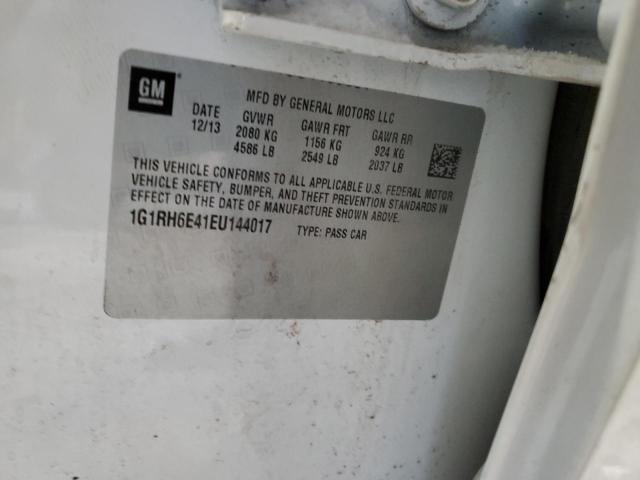 GM
MFD BY GENERAL MOTORS LLC
DATE GVWR GAWR FRT GAWR RR
12/13 2080 KG 1156 KG 924 KG
4586 LB 2549 LB 2037 LB
THIS VEHICLE CONFORMS TO ALL APPLICABLE U.S. FEDERAL MOTOR
VEHICLE SAFETY, BUMPER, AND THEFT PREVENTION STANDARDS IN
EFFECT ON THE DATE OF MANUFACTURE SHOWN ABOVE.
1G1RH6E41EU144017 TYPE: PASS CAR